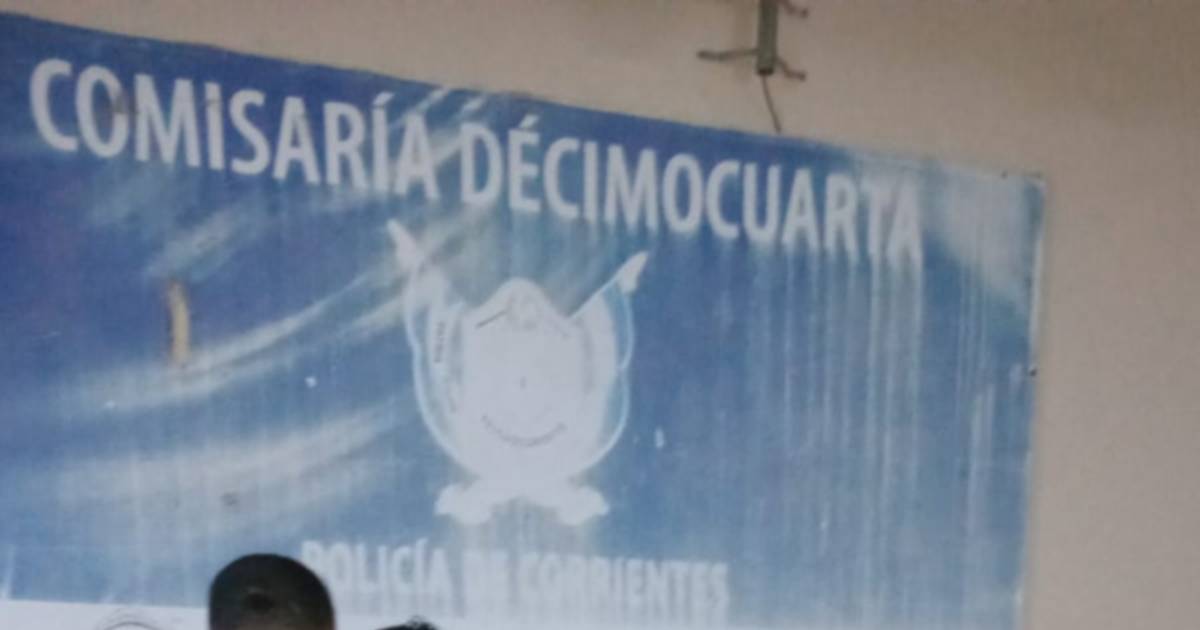 COMISARÍA DÉCIMOCUARTA
POLICÍA DE CORRIENTES